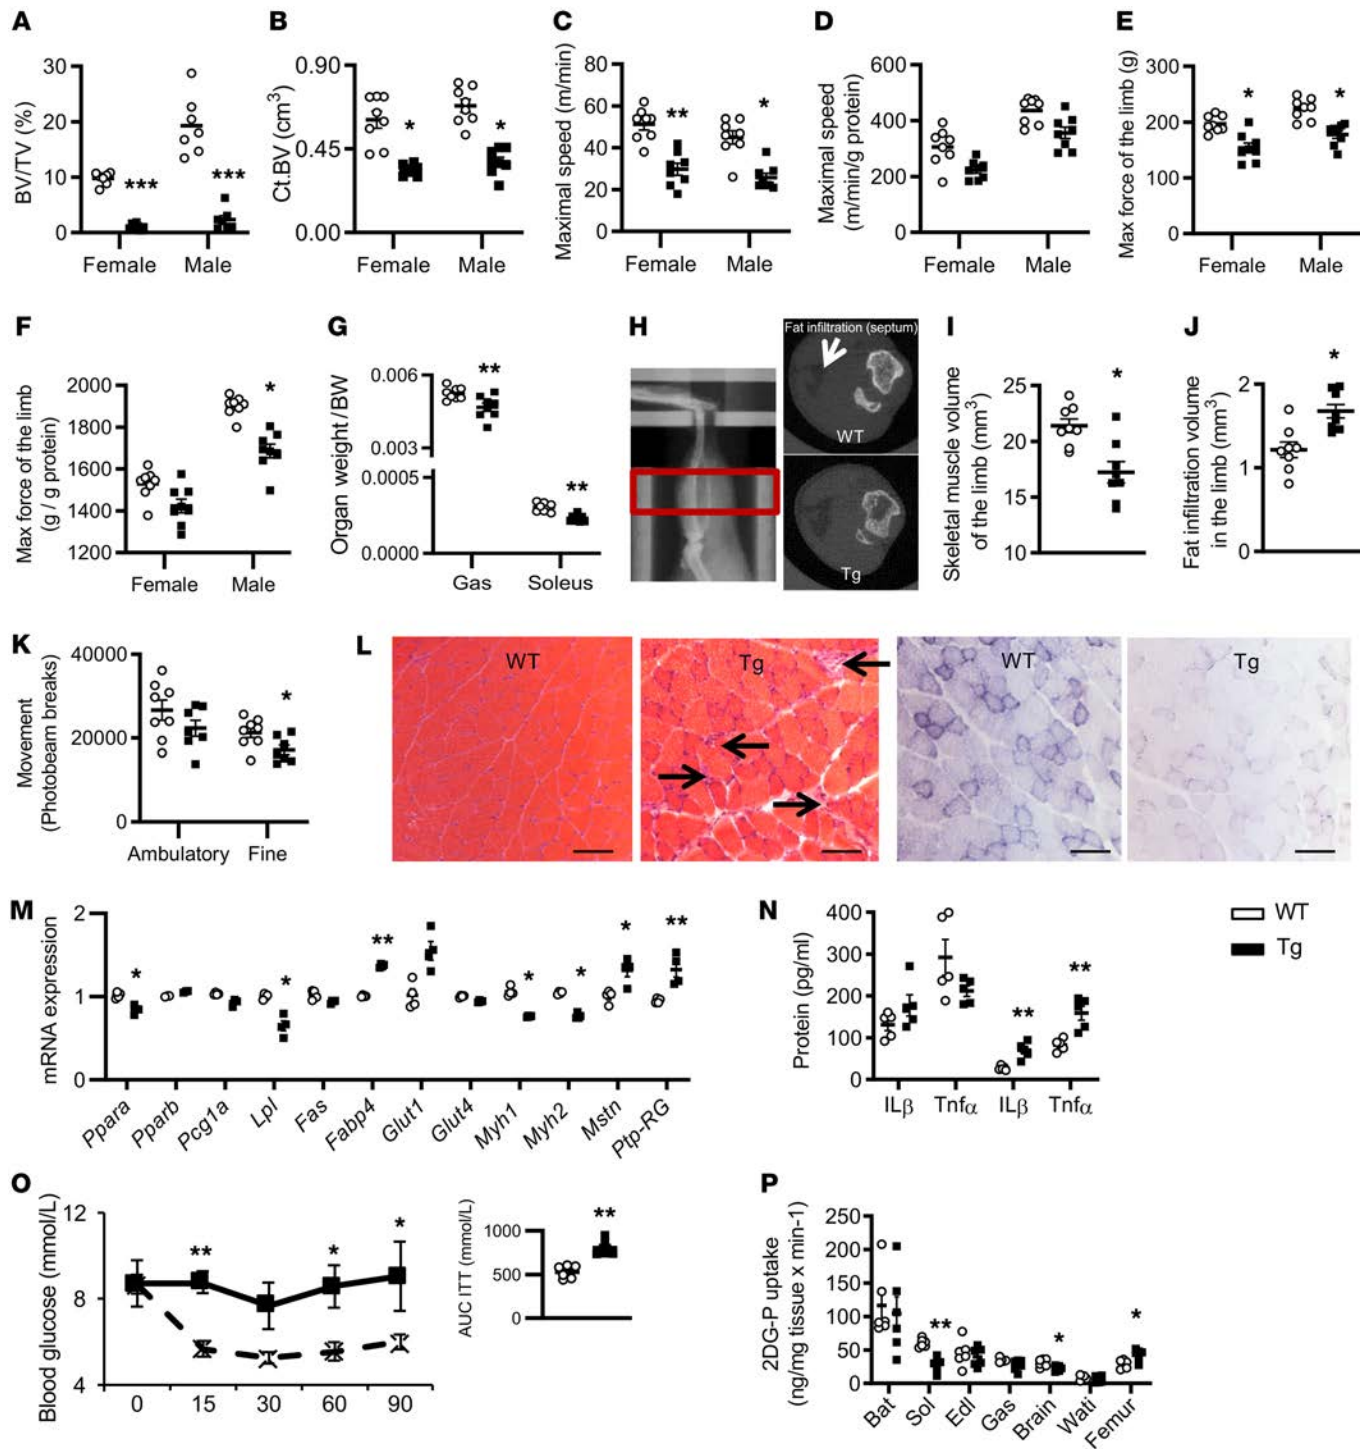 A
BV/TV (%)
30
20
10
0
***
***
Female
Male
B
Ct.BV (cm³)
0.90
0.45
0.00
*
*
Female
Male
C
Maximal speed (m/min)
80
60
40
20
0
**
*
Female
Male
D
Maximal speed
(m/min/g protein)
600
400
200
0
Female
Male
E
Max force of the limb (g)
300
200
100
0
*
*
Female
Male
F
Max force of the limb
(g / g protein)
2000
1800
1600
1400
1200
*
Female
Male
G
Organ weight /BW
0.006
0.003
0.0005
0.0000
**
**
Gas
Soleus
H
Fat infiltration (septum)
WT
Tg
I
Skeletal muscle volume
of the limb (mm³)
25
20
15
10
*
J
Fat infiltration volume
in the limb (mm³)
2
1
0
*
K
Movement
(Photobeam breaks)
40000
20000
0
*
Ambulatory
Fine
L
WT
Tg
WT
Tg
M
mRNA expression
2
1
0
*
*
**
*
*
*
**
Ppara
Pparb
Pcg1a
Lpl
Fas
Fabp4
Glut1
Glut4
Myh1
Myh2
Mstn
Ptp-RG
N
Protein (pg/ml)
400
300
200
100
0
**
**
ILβ
Tnfα
ILβ
Tnfα
WT
Tg
O
Blood glucose (mmol/L)
12
8
4
**
*
*
0
15
30
60
90
AUC ITT (mmol/L)
1000
500
0
**
P
2DG-P uptake
(ng/mg tissue x min-1)
250
200
150
100
50
0
**
*
*
Bat
Sol
Edl
Gas
Brain
Wati
Femur